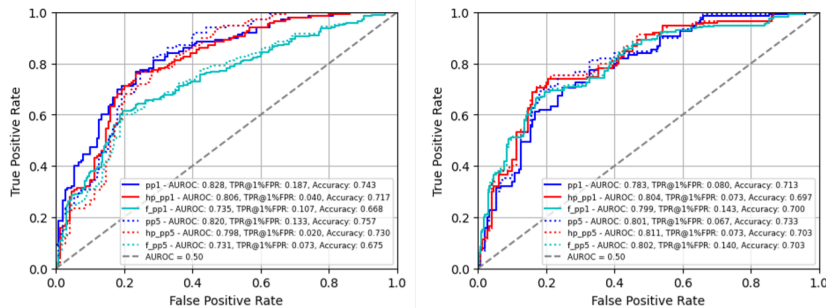 1.0
0.8
0.6
0.4
0.2
0.0
True Positive Rate
pp1 - AUROC: 0.828, TPR@1%FPR: 0.187, Accuracy: 0.743
hp_pp1 - AUROC: 0.806, TPR@1%FPR: 0.040, Accuracy: 0.717
f_pp1 - AUROC: 0.735, TPR@1%FPR: 0.107, Accuracy: 0.668
pp5 - AUROC: 0.820, TPR@1%FPR: 0.133, Accuracy: 0.757
hp_pp5 - AUROC: 0.798, TPR@1%FPR: 0.020, Accuracy: 0.730
f_pp5 - AUROC: 0.731, TPR@1%FPR: 0.073, Accuracy: 0.675
AUROC = 0.50
0.0 0.2 0.4 0.6 0.8 1.0
False Positive Rate
1.0
0.8
0.6
0.4
0.2
0.0
True Positive Rate
pp1 - AUROC: 0.783, TPR@1%FPR: 0.080, Accuracy: 0.713
hp_pp1 - AUROC: 0.804, TPR@1%FPR: 0.073, Accuracy: 0.697
f_pp1 - AUROC: 0.799, TPR@1%FPR: 0.143, Accuracy: 0.700
pp5 - AUROC: 0.801, TPR@1%FPR: 0.067, Accuracy: 0.733
hp_pp5 - AUROC: 0.811, TPR@1%FPR: 0.073, Accuracy: 0.703
f_pp5 - AUROC: 0.802, TPR@1%FPR: 0.140, Accuracy: 0.703
AUROC = 0.50
0.0 0.2 0.4 0.6 0.8 1.0
False Positive Rate